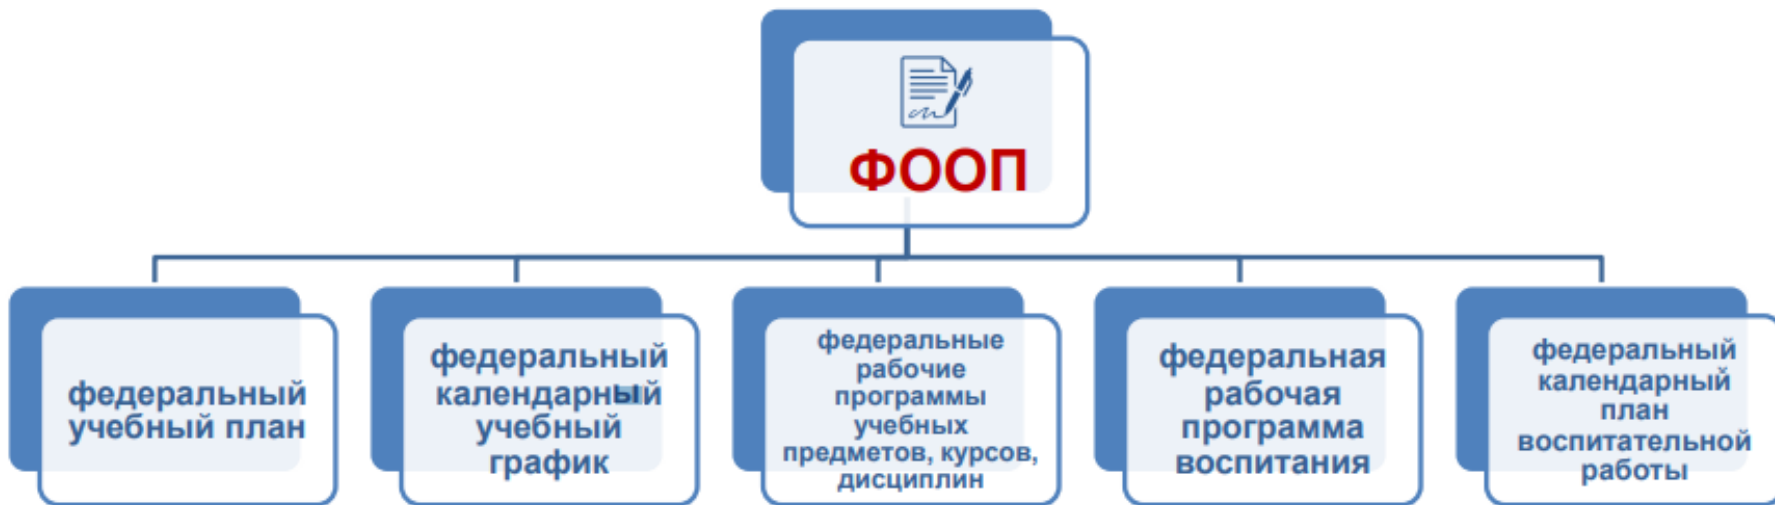 ФООП
федеральный
учебный план
федеральный
календарный
учебный
график
федеральные
рабочие
программы
учебных
предметов, курсов,
дисциплин
федеральная
рабочая
программа
воспитания
федеральный
календарный
план
воспитательной
работы